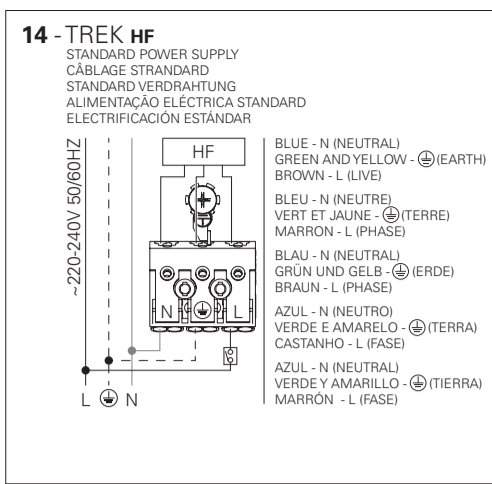 14 - TREK HF
STANDARD POWER SUPPLY
CÂBLAGE STRANDARD
STANDARD VERDRAHTUNG
ALIMENTAÇÃO ELÉCTRICA STANDARD
ELECTRIFICACIÓN ESTÁNDAR
~220-240V 50/60HZ
HF
N L
L N
BLUE - N (NEUTRAL)
GREEN AND YELLOW - (EARTH)
BROWN - L (LIVE)
BLEU - N (NEUTRE)
VERT ET JAUNE - (TERRE)
MARRON - L (PHASE)
BLAU - N (NEUTRAL)
GRÜN UND GELB - (ERDE)
BRAUN - L (PHASE)
AZUL - N (NEUTRO)
VERDE E AMARELO - (TERRA)
CASTANHO - L (FASE)
AZUL - N (NEUTRAL)
VERDE Y AMARILLO - (TIERRA)
MARRÓN - L (FASE)